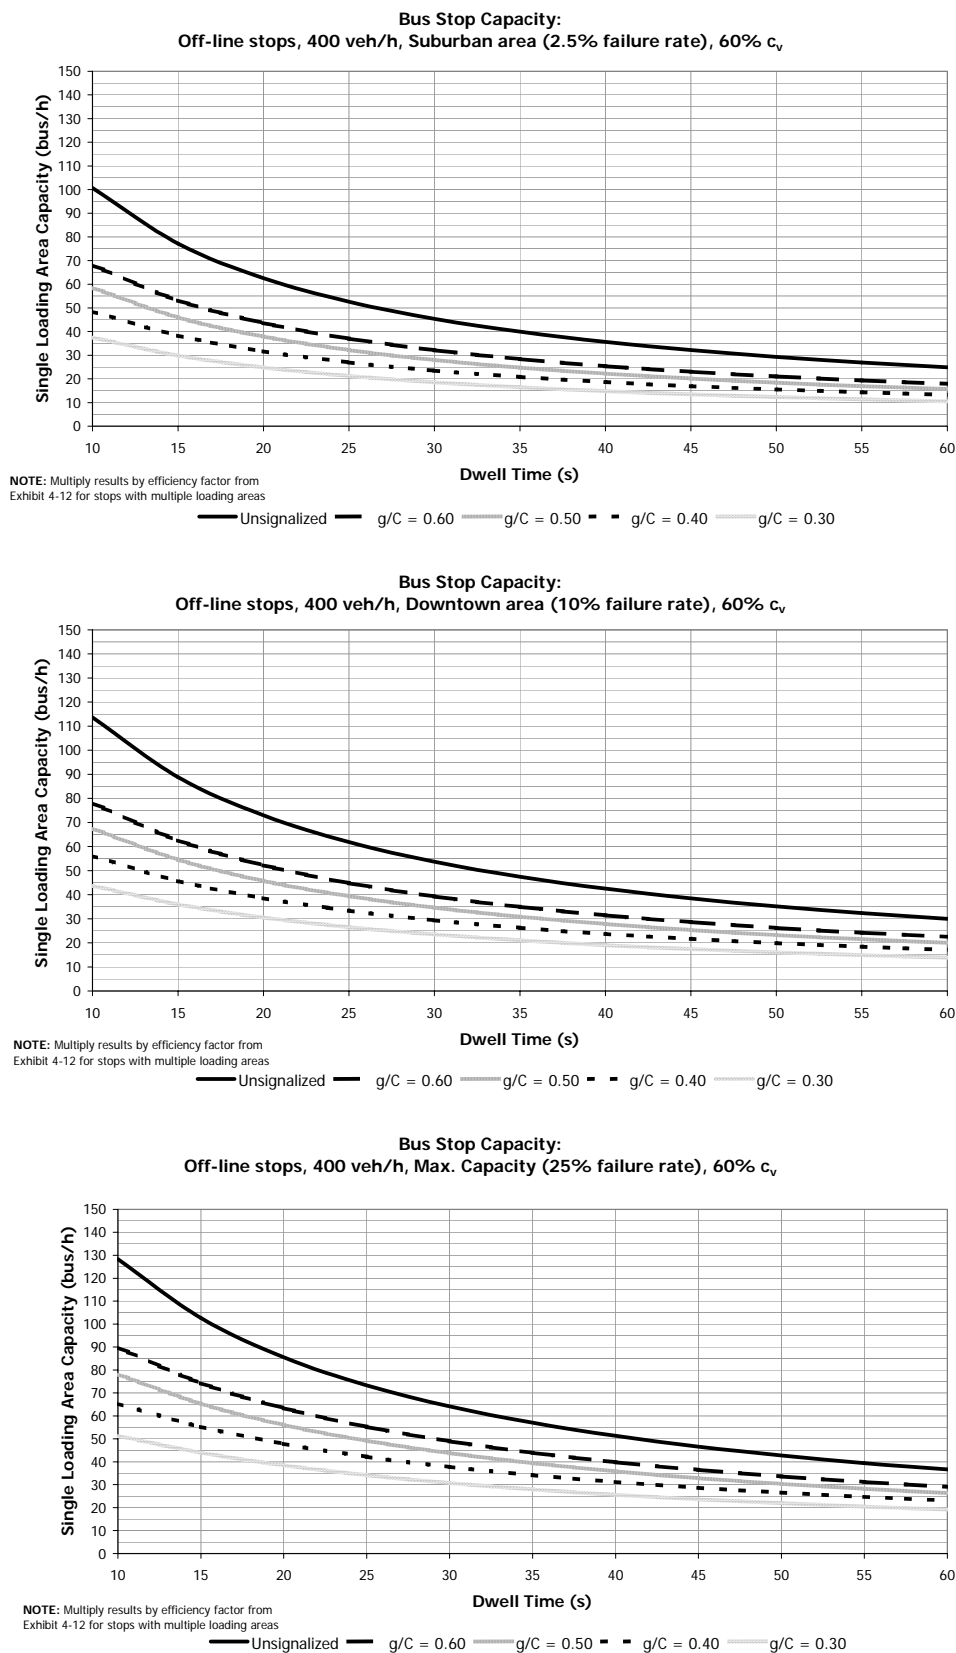 Bus Stop Capacity:
Off-line stops, 400 veh/h, Suburban area (2.5% failure rate), 60% cv
Single Loading Area Capacity (bus/h)
150
140
130
120
110
100
90
80
70
60
50
40
30
20
10
0
10 15 20 25 30 35 40 45 50 55 60
Dwell Time (s)
NOTE: Multiply results by efficiency factor from
Exhibit 4-12 for stops with multiple loading areas
Unsignalized g/C = 0.60 g/C = 0.50 g/C = 0.40 g/C = 0.30
Bus Stop Capacity:
Off-line stops, 400 veh/h, Downtown area (10% failure rate), 60% cv
Single Loading Area Capacity (bus/h)
150
140
130
120
110
100
90
80
70
60
50
40
30
20
10
0
10 15 20 25 30 35 40 45 50 55 60
Dwell Time (s)
NOTE: Multiply results by efficiency factor from
Exhibit 4-12 for stops with multiple loading areas
Unsignalized g/C = 0.60 g/C = 0.50 g/C = 0.40 g/C = 0.30
Bus Stop Capacity:
Off-line stops, 400 veh/h, Max. Capacity (25% failure rate), 60% cv
Single Loading Area Capacity (bus/h)
150
140
130
120
110
100
90
80
70
60
50
40
30
20
10
0
10 15 20 25 30 35 40 45 50 55 60
Dwell Time (s)
NOTE: Multiply results by efficiency factor from
Exhibit 4-12 for stops with multiple loading areas
Unsignalized g/C = 0.60 g/C = 0.50 g/C = 0.40 g/C = 0.30